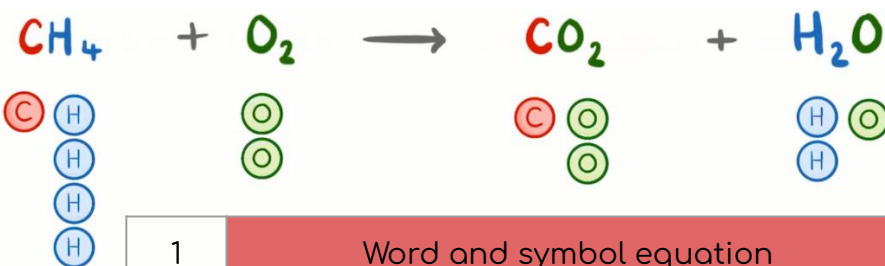 CH₄ + O₂ → CO₂ + H₂O
C H O C O H O
H O O H
H
H
1 Word and symbol equation